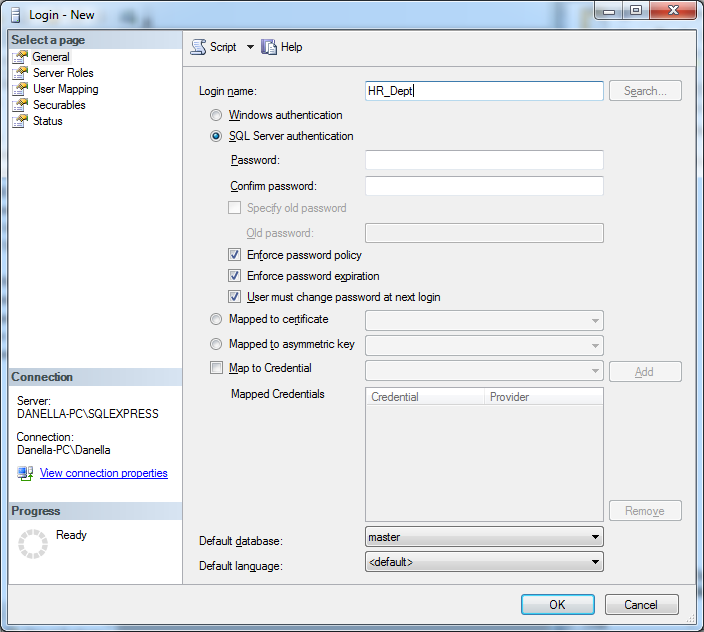 Login - New
Select a page
General
Server Roles
User Mapping
Securables
Status
Script Help
Login name: HR_Dept Search...
Windows authentication
SQL Server authentication
Password:
Confirm password:
Specify old password
Old password:
Enforce password policy
Enforce password expiration
User must change password at next login
Mapped to certificate
Mapped to asymmetric key
Map to Credential Add
Mapped Credentials Credential Provider
Remove
Default database: master
Default language: <default>
Connection
Server:
DANELLA-PC\SQLEXPRESS
Connection:
Danella-PC\Danella
View connection properties
Progress
Ready
OK Cancel